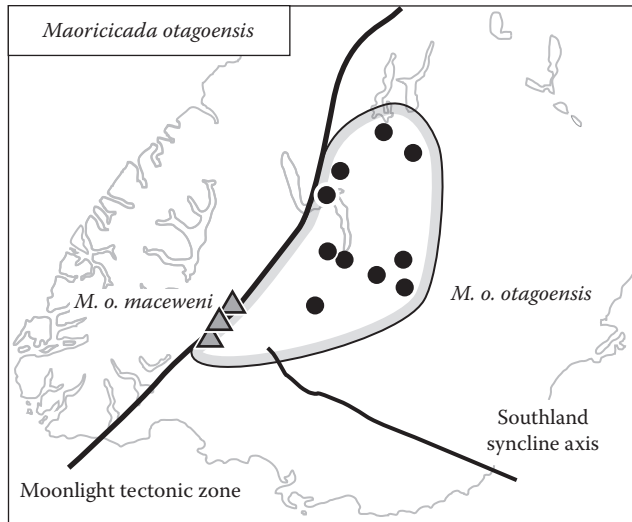 Maoricicada otagoensis
M. o. maceweni
M. o. otagoensis
Southland
syncline axis
Moonlight tectonic zone